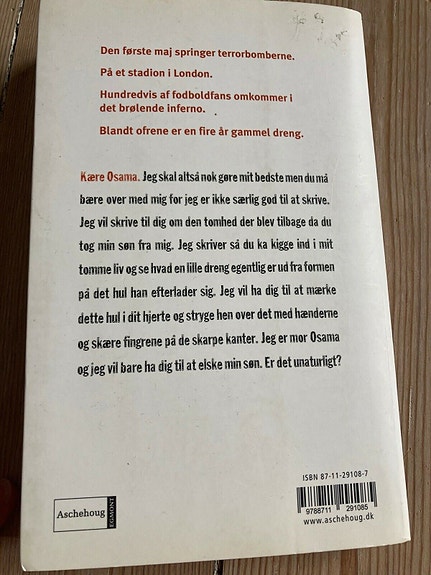 Den første maj springer terrorbomberne.
På et stadion i London.
Hundredvis af fodboldfans omkommer i
det brølende inferno.
Blandt ofrene er en fire år gammel dreng.
Kære Osama. Jeg skal altså nok gøre mit bedste men du må
bære over med mig for jeg er ikke særlig god til at skrive.
Jeg vil skrive til dig om den tomhed der blev tilbage da du
tog min søn fra mig. Jeg skriver så du ka kigge ind i mit
tomme liv og se hvad en lille dreng egentlig er ud fra formen
på det hul han efterlader sig. Jeg vil ha dig til at mærke
dette hul i dit hjerte og stryge hen over det med hænderne
og skære fingrene på de skarpe kanter. Jeg er mor Osama
og jeg vil bare ha dig til at elske min søn. Er det unaturligt?
ISBN 87-11-29108-7
9788711 291085
www.aschehoug.dk
Aschehoug
EGMONT